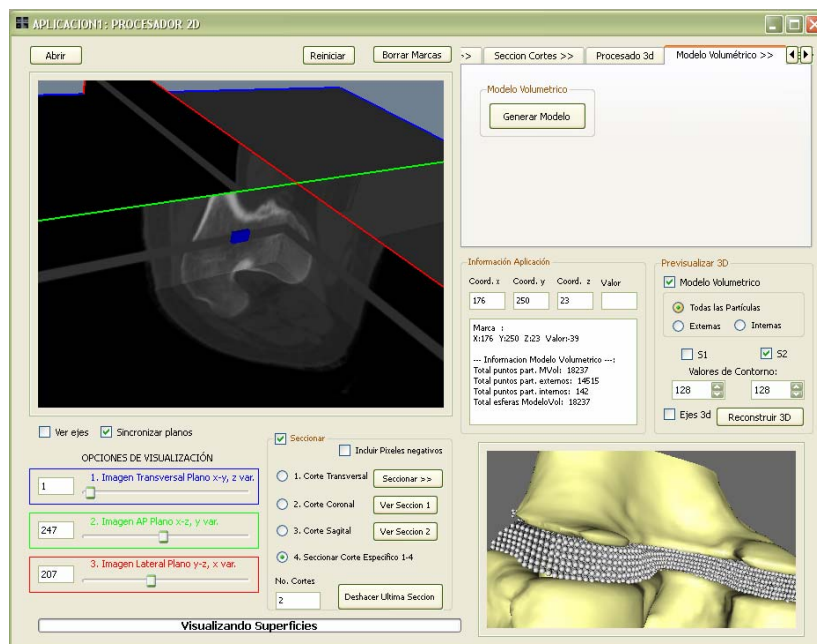 APLICACION1: PROCESADOR 2D
Abrir
Reiniciar
Borrar Marcas
>>
Seccion Cortes >>
Procesado 3d
Modelo Volumétrico >>
Modelo Volumetrico
Generar Modelo
Información Aplicación
Coord. x Coord. y Coord. z Valor
176 250 23
Marca :
X:176 Y:250 Z:23 Valor:-39
--- Informacion Modelo Volumetrico ---:
Total puntos part. MVol: 18237
Total puntos part. externos: 14515
Total puntos part. internos: 142
Total esferas ModeloVol: 18237
Previsualizar 3D
Modelo Volumetrico
Todas las Partículas
Externas Internas
S1 S2
Valores de Contorno:
128 128
Ejes 3d Reconstruir 3D
Ver ejes Sincronizar planos
OPCIONES DE VISUALIZACIÓN
1. Imagen Transversal Plano x-y, z var.
1
2. Imagen AP Plano x-z, y var.
247
3. Imagen Lateral Plano y-z, x var.
207
Seccionar
Incluir Pixeles negativos
1. Corte Transversal Seccionar >>
2. Corte Coronal Ver Seccion 1
3. Corte Sagital Ver Seccion 2
4. Seccionar Corte Especifico 1-4
No. Cortes
2
Deshacer Ultima Seccion
Visualizando Superficies